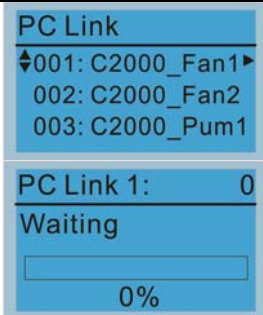 PC Link
001: C2000_Fan1
002: C2000_Fan2
003: C2000_Pum1
PC Link 1: 0
Waiting
0%